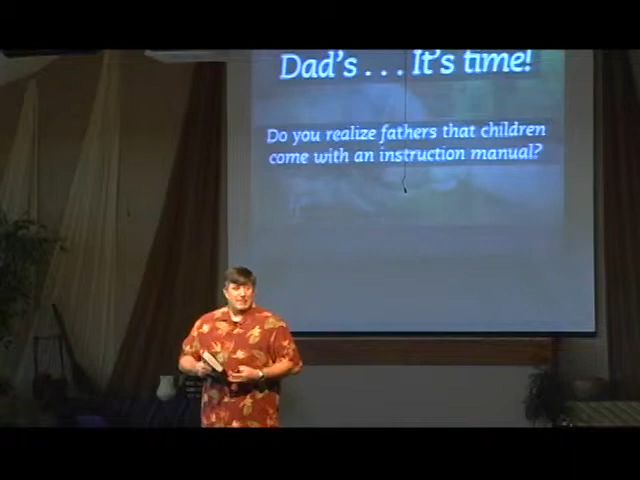 Dad's . . . It's time!
Do you realize fathers that children
come with an instruction manual?